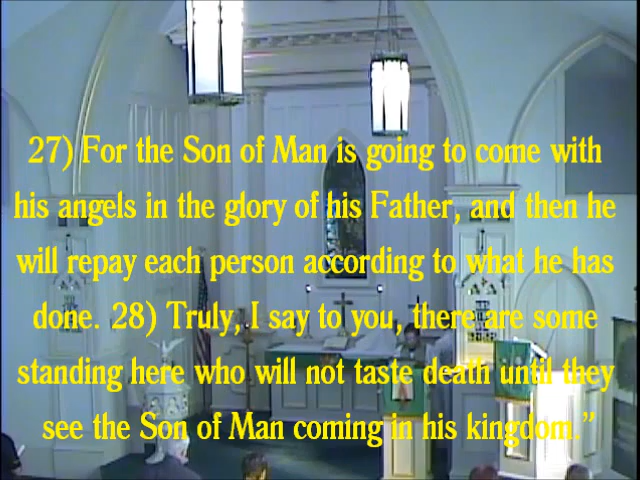 27) For the Son of Man is going to come with
his angels in the glory of his Father, and then he
will repay each person according to what he has
done. 28) Truly, I say to you, there are some
standing here who will not taste death until they
see the Son of Man coming in his kingdom.”